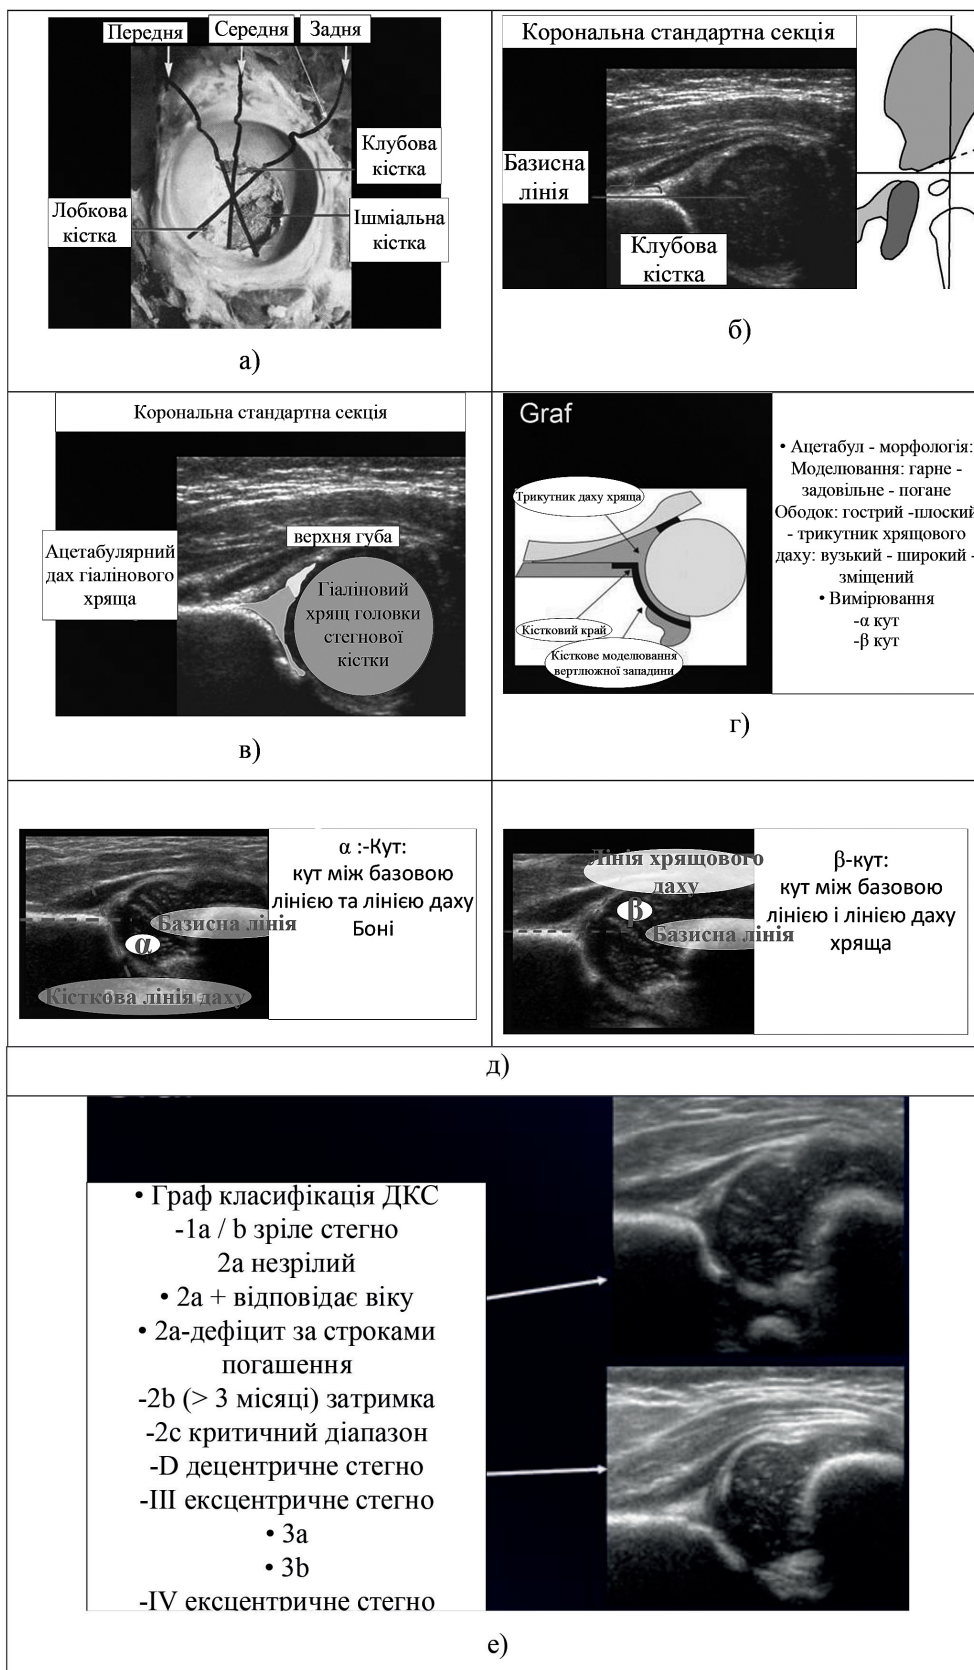 Передня
Середня
Задня
Клубова
кістка
Лобкова
кістка
Ішміальна
кістка
а)
Корональна стандартна секція
Базисна
лінія
Клубова
кістка
б)
Корональна стандартна секція
Ацетабулярний
дах гіалінового
хряща
верхня губа
Гіаліновий
хрящ головки
стегнової
кістки
в)
Graf
Трикутник даху хряща
Кістковий край
Кісткове моделювання
вертлюжної западини
• Ацетабул - морфологія:
Моделювання: гарне -
задовільне - погане
Ободок: гострий -плоский
- трикутник хрящового
даху: вузький - широкий -
зміщений
• Вимірювання
-α кут
-β кут
г)
Базисна лінія
α
Кісткова лінія даху
α :-Кут:
кут між базовою
лінією та лінією даху
Боні
Лінія хрящового
даху
β
Базисна лінія
β-кут:
кут між базовою
лінією і лінією даху
хряща
д)
• Граф класифікація ДКС
-1a / b зріле стегно
2a незрілий
• 2a + відповідає віку
• 2a-дефіцит за строками
погашення
-2b (> 3 місяці) затримка
-2c критичний діапазон
-D децентричне стегно
-III ексцентричне стегно
• 3a
• 3b
-IV ексцентричне стегно
е)